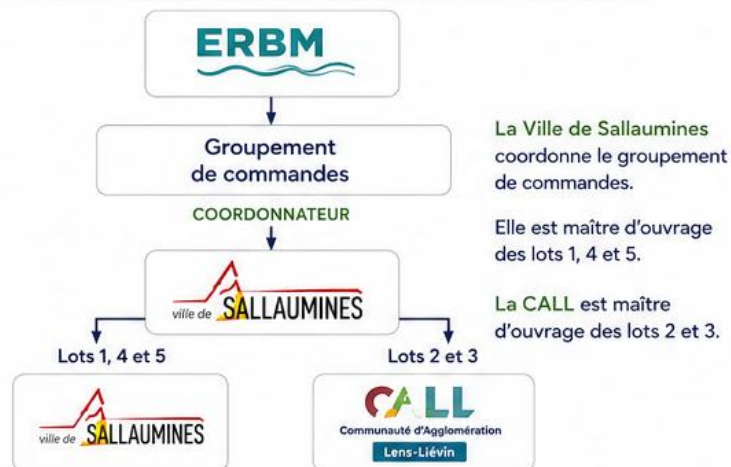 ERBM
Groupement
de commandes
COORDONNATEUR
ville de SALLAUMINES
Lots 1, 4 et 5
Lots 2 et 3
ville de SALLAUMINES
CALL
Communauté d'Agglomération
Lens-Liévin
La Ville de Sallaumines
coordonne le groupement
de commandes.
Elle est maître d'ouvrage
des lots 1, 4 et 5.
La CALL est maître
d'ouvrage des lots 2 et 3.